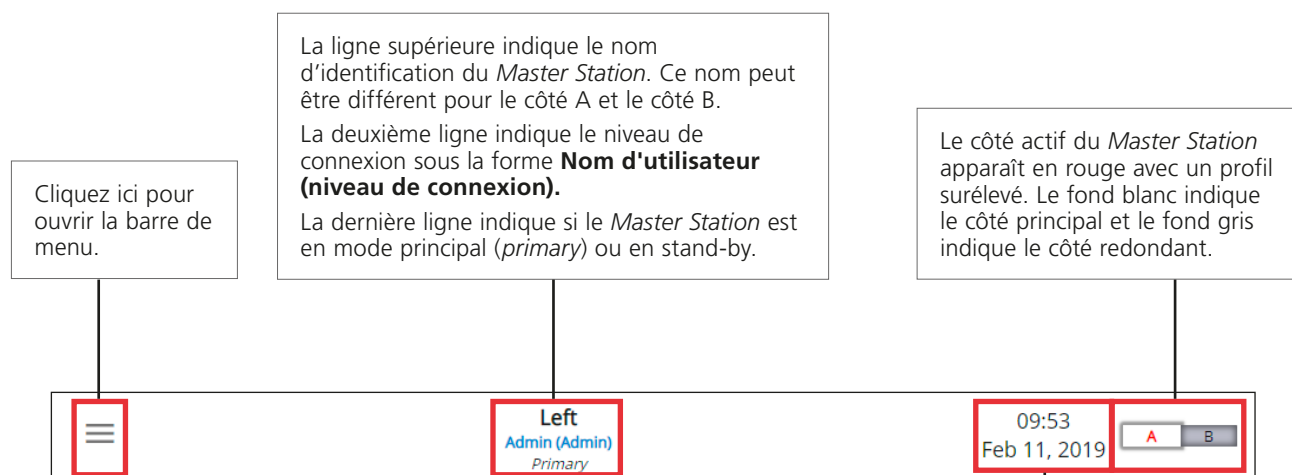 La ligne supérieure indique le nom
d’identification du Master Station. Ce nom peut
être différent pour le côté A et le côté B.
La deuxième ligne indique le niveau de
connexion sous la forme Nom d'utilisateur
(niveau de connexion).
La dernière ligne indique si le Master Station est
en mode principal (primary) ou en stand-by.
Cliquez ici pour
ouvrir la barre de
menu.
Le côté actif du Master Station
apparaît en rouge avec un profil
surélevé. Le fond blanc indique
le côté principal et le fond gris
indique le côté redondant.
Left
Admin (Admin)
Primary
09:53
Feb 11, 2019
A B